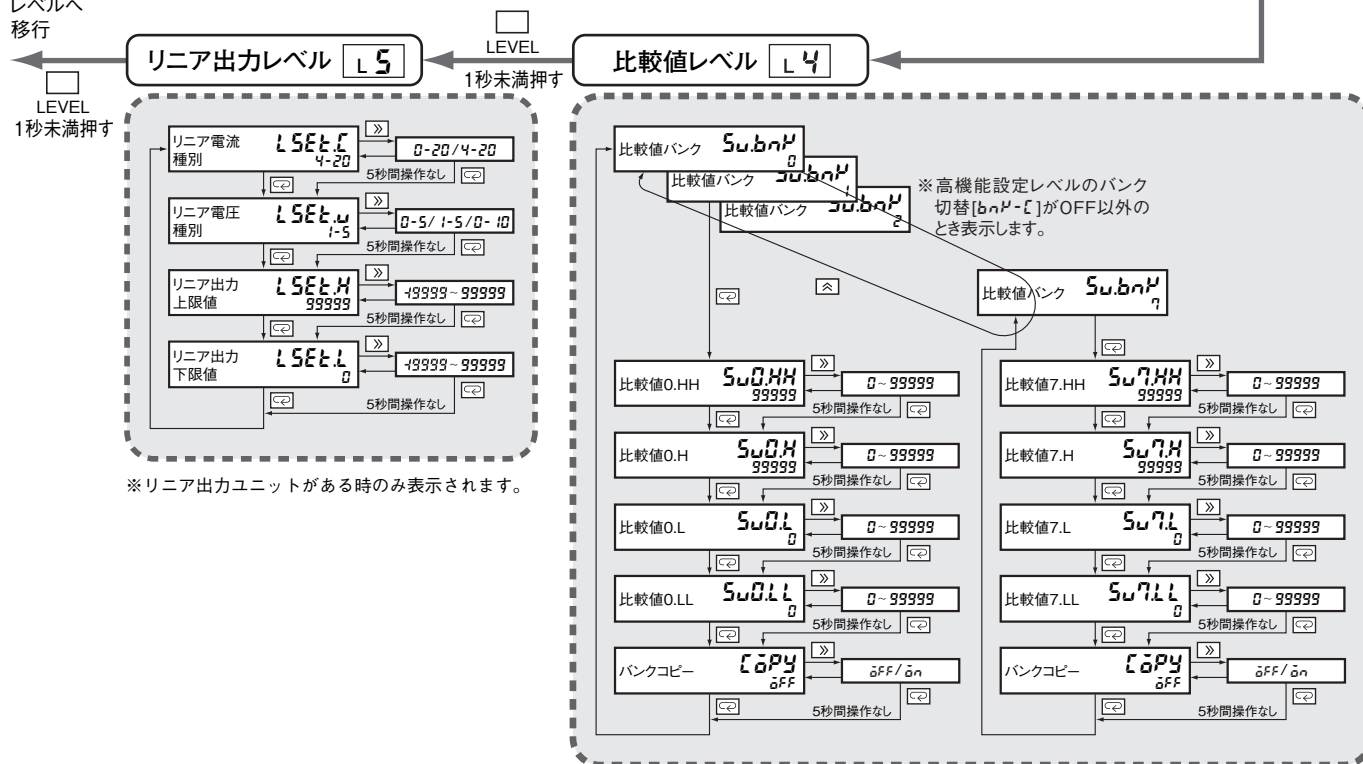 レベルへ
移行
LEVEL
1秒未満押す
リニア出力レベル L 5
LEVEL
1秒未満押す
比較値レベル L 4
リニア電流
種別
LSEt.C
4-20
0-20/4-20
5秒間操作なし
リニア電圧
種別
LSEt.v
1-5
0-5/1-5/0-10
5秒間操作なし
リニア出力
上限値
LSEt.H
99999
-19999~99999
5秒間操作なし
リニア出力
下限値
LSEt.L
0
-19999~99999
5秒間操作なし
※リニア出力ユニットがある時のみ表示されます。
比較値バンク Sv.bnK
0
比較値バンク Sv.bnK
1
比較値バンク Sv.bnK
2
※高機能設定レベルのバンク
切替[bnK-C]がOFF以外の
とき表示します。
比較値バンク Sv.bnK
7
比較値0.HH Sv0.HH
99999
0~99999
5秒間操作なし
比較値0.H Sv0.H
99999
0~99999
5秒間操作なし
比較値0.L Sv0.L
0
0~99999
5秒間操作なし
比較値0.LL Sv0.LL
0
0~99999
5秒間操作なし
バンクコピー CoPY
oFF
oFF/on
5秒間操作なし
比較値7.HH Sv7.HH
99999
0~99999
5秒間操作なし
比較値7.H Sv7.H
99999
0~99999
5秒間操作なし
比較値7.L Sv7.L
0
0~99999
5秒間操作なし
比較値7.LL Sv7.LL
0
0~99999
5秒間操作なし
バンクコピー CoPY
oFF
oFF/on
5秒間操作なし